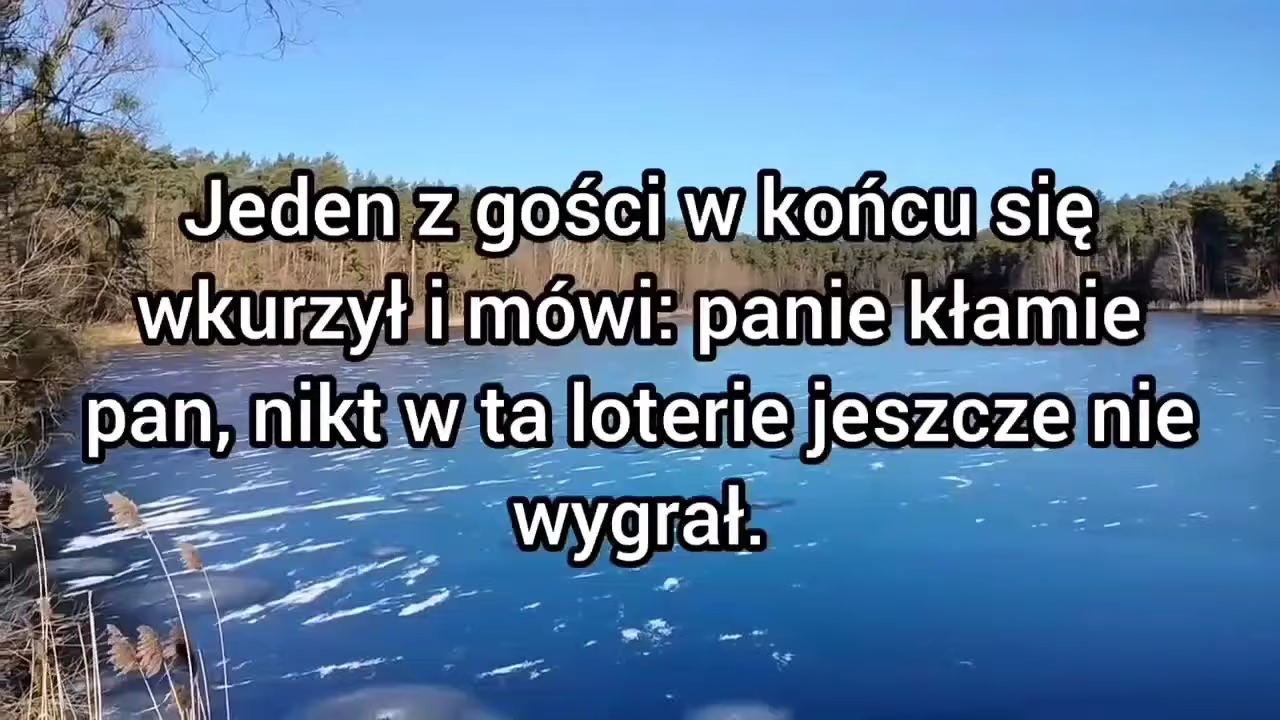 Jeden z gości w końcu się
wkurzył i mówi: panie kłamie
pan, nikt w ta loterie jeszcze nie
wygrał.